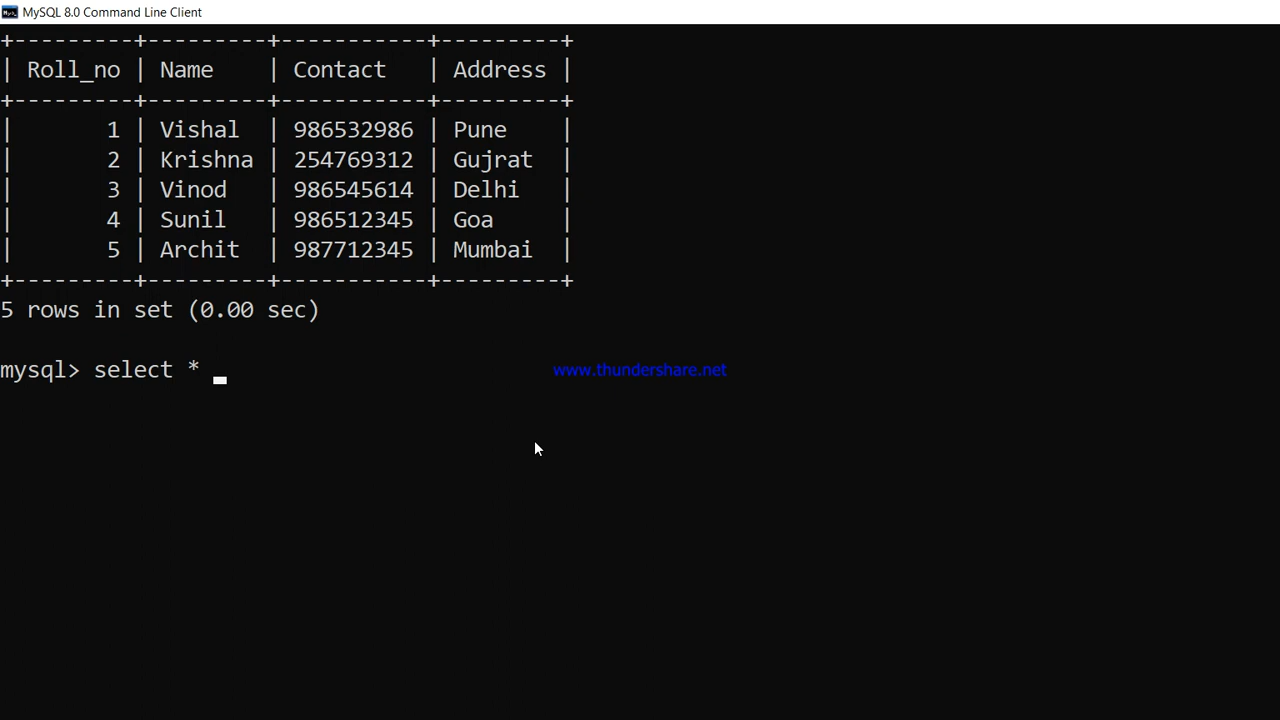 MySQL 8.0 Command Line Client
+---------+---------+-----------+---------+
| Roll_no | Name    | Contact   | Address |
+---------+---------+-----------+---------+
|       1 | Vishal  | 986532986 | Pune    |
|       2 | Krishna | 254769312 | Gujrat  |
|       3 | Vinod   | 986545614 | Delhi   |
|       4 | Sunil   | 986512345 | Goa     |
|       5 | Archit  | 987712345 | Mumbai  |
+---------+---------+-----------+---------+
5 rows in set (0.00 sec)
mysql> select * _
www.thundershare.net